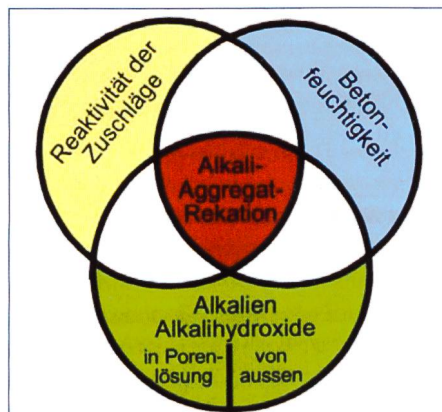 Reaktivität der
Zuschläge
Beton-
feuchtigkeit
Alkali-
Aggregat-
Rekation
Alkalien
Alkalihydroxide
in Poren-
lösung
von
aussen